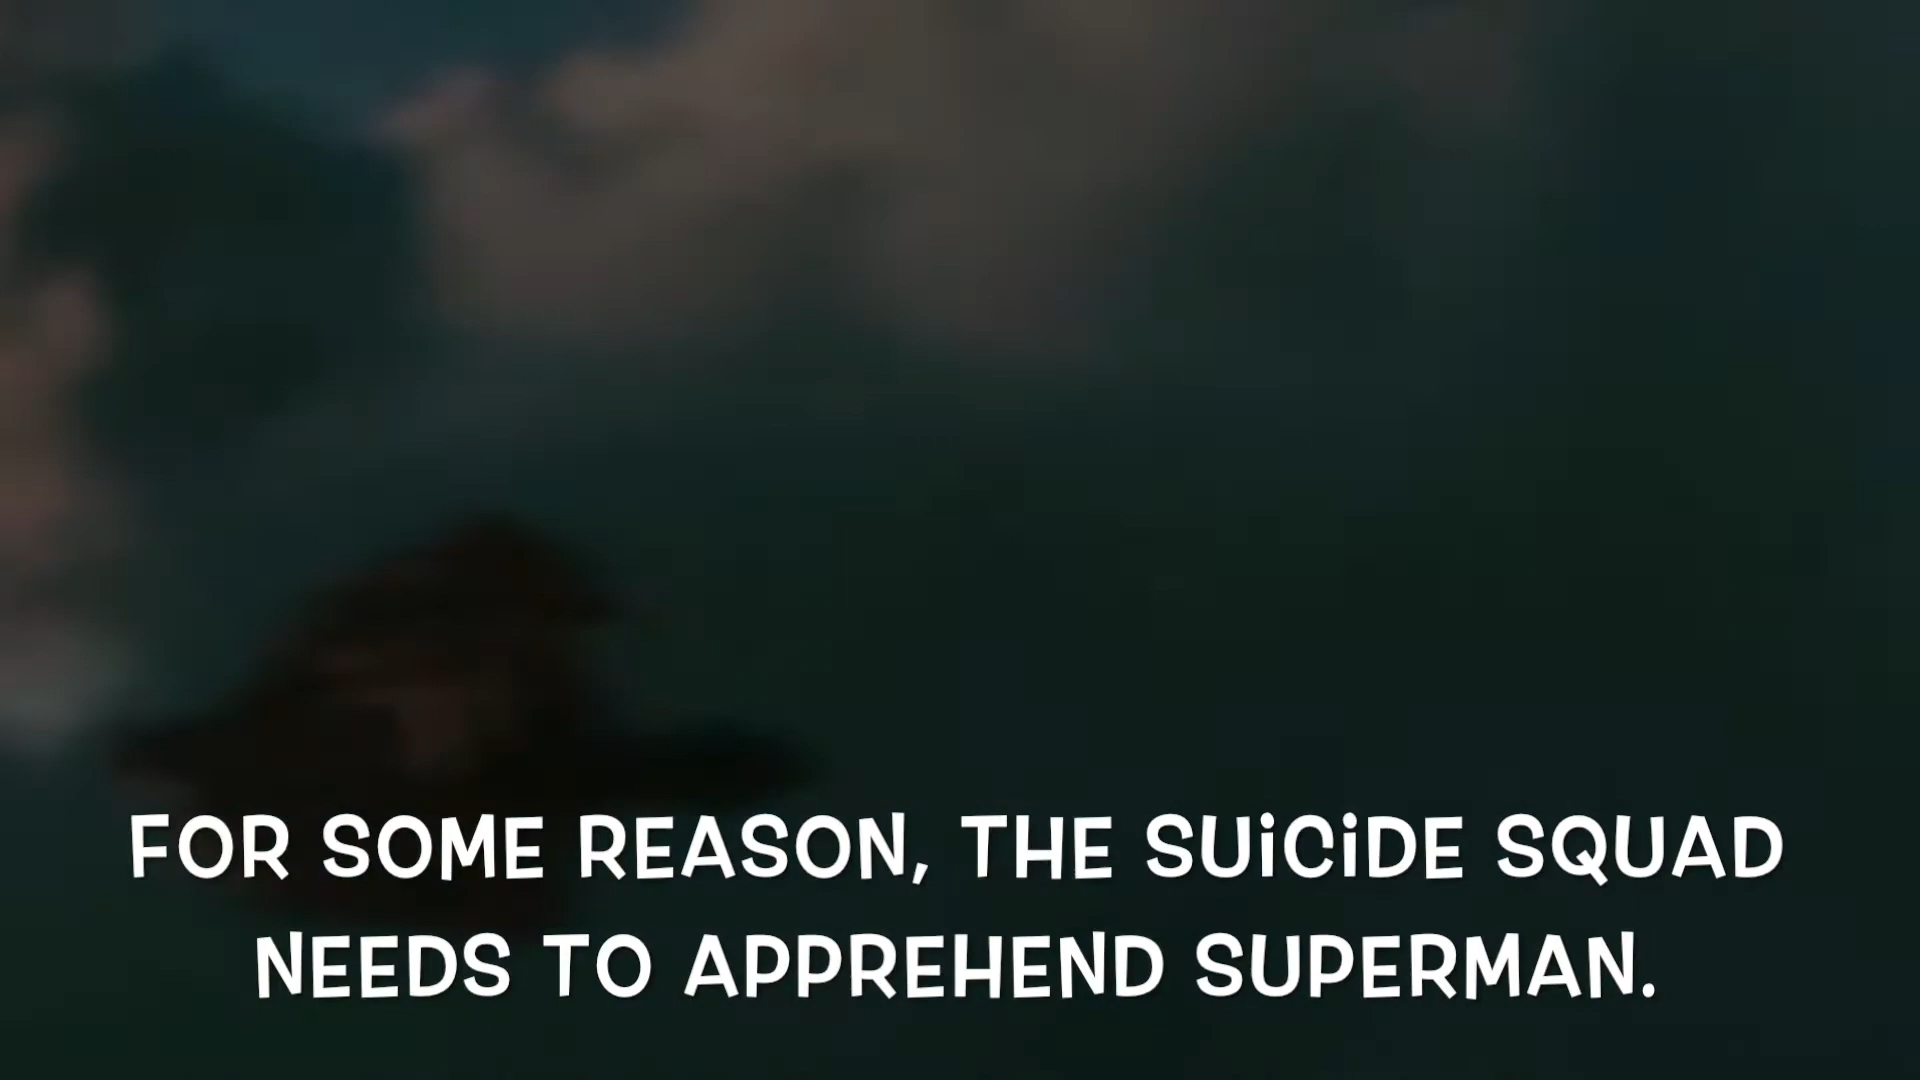 FOR SOME REASON, THE SUiCiDE SQUAD
NEEDS TO APPREHEND SUPERMAN.